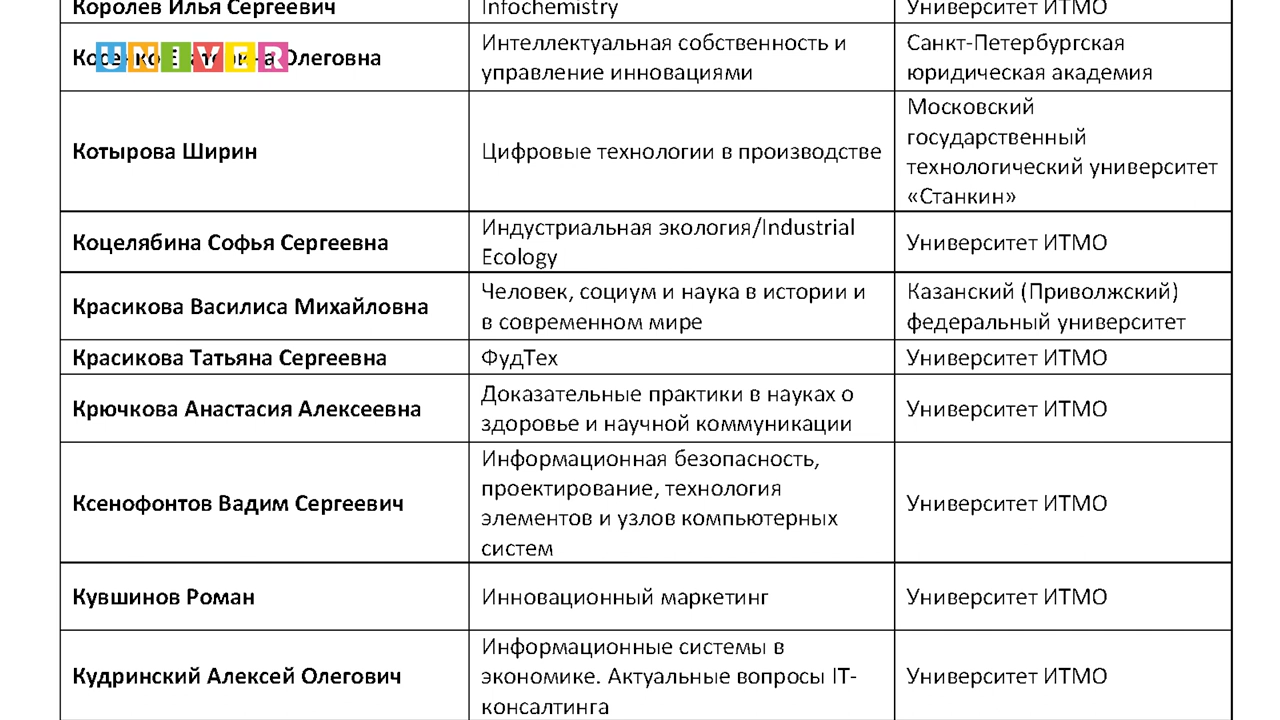 Королев Илья Сергеевич
Infochemistry
Университет ИТМО
UNIVER
Олеговна
Интеллектуальная собственность и
управление инновациями
Санкт-Петербургская
юридическая академия
Котырова Ширин
Цифровые технологии в производстве
Московский
государственный
технологический университет
«Станкин»
Коцелябина Софья Сергеевна
Индустриальная экология/Industrial
Ecology
Университет ИТМО
Красикова Василиса Михайловна
Человек, социум и наука в истории и
в современном мире
Казанский (Приволжский)
федеральный университет
Красикова Татьяна Сергеевна
ФудТех
Университет ИТМО
Крючкова Анастасия Алексеевна
Доказательные практики в науках о
здоровье и научной коммуникации
Университет ИТМО
Ксенофонтов Вадим Сергеевич
Информационная безопасность,
проектирование, технология
элементов и узлов компьютерных
систем
Университет ИТМО
Кувшинов Роман
Инновационный маркетинг
Университет ИТМО
Кудринский Алексей Олегович
Информационные системы в
экономике. Актуальные вопросы IT-
консалтинга
Университет ИТМО